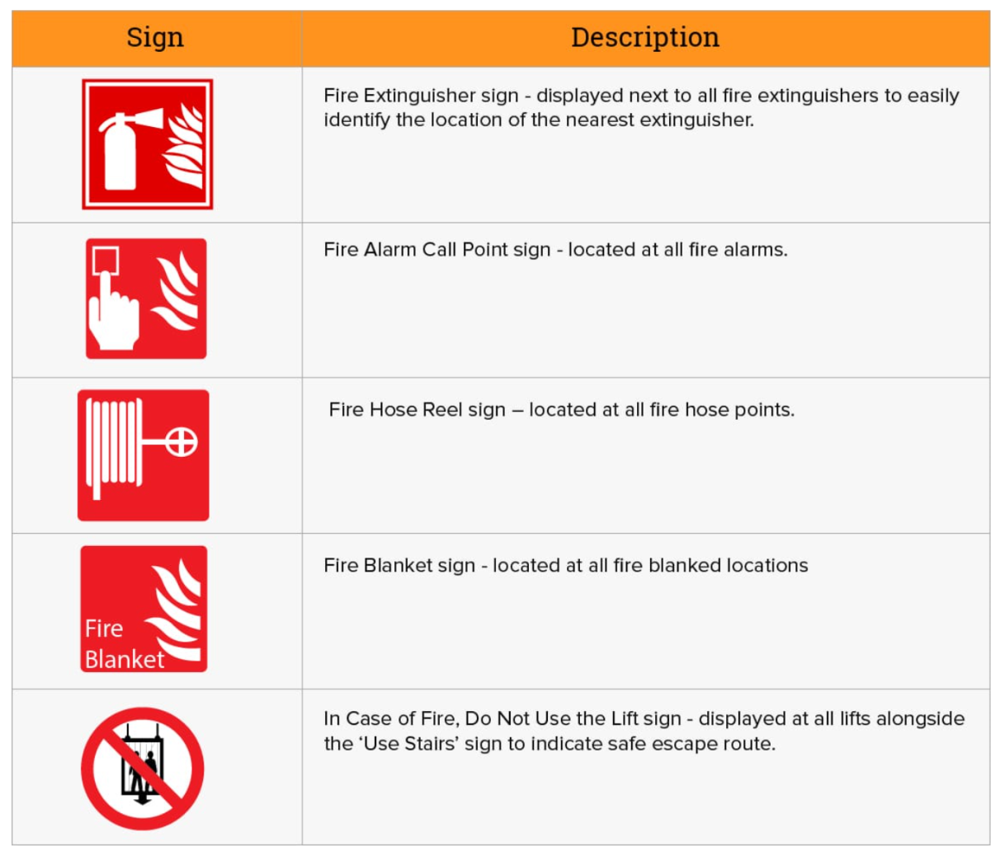 Sign
Description
Fire Extinguisher sign - displayed next to all fire extinguishers to easily
identify the location of the nearest extinguisher.
Fire Alarm Call Point sign - located at all fire alarms.
Fire Hose Reel sign – located at all fire hose points.
Fire
Blanket
Fire Blanket sign - located at all fire blanked locations
In Case of Fire, Do Not Use the Lift sign - displayed at all lifts alongside
the ‘Use Stairs’ sign to indicate safe escape route.